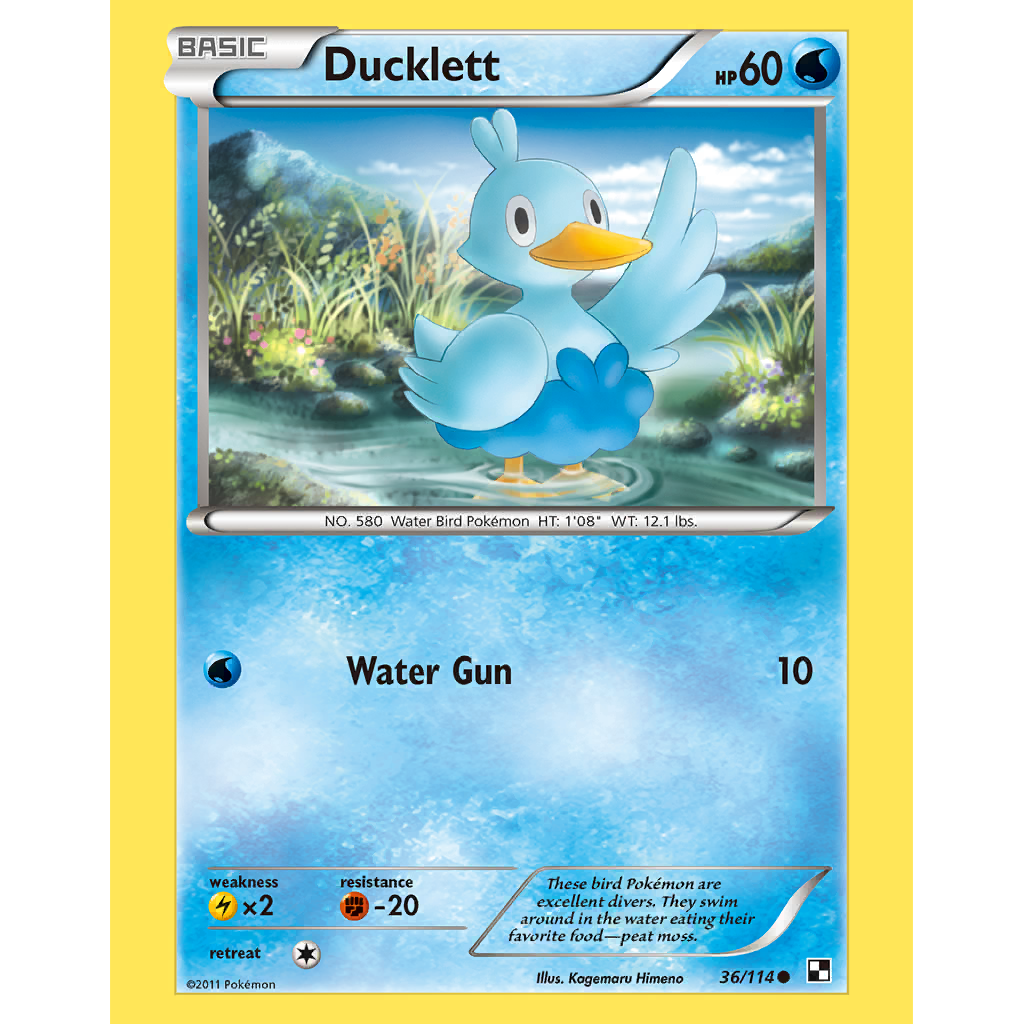 BASIC
Ducklett
HP60
NO. 580 Water Bird Pokémon HT: 1'08" WT: 12.1 lbs.
Water Gun
10
weakness
×2
resistance
-20
These bird Pokémon are
excellent divers. They swim
around in the water eating their
favorite food—peat moss.
retreat
Illus. Kagemaru Himeno
36/114
©2011 Pokémon